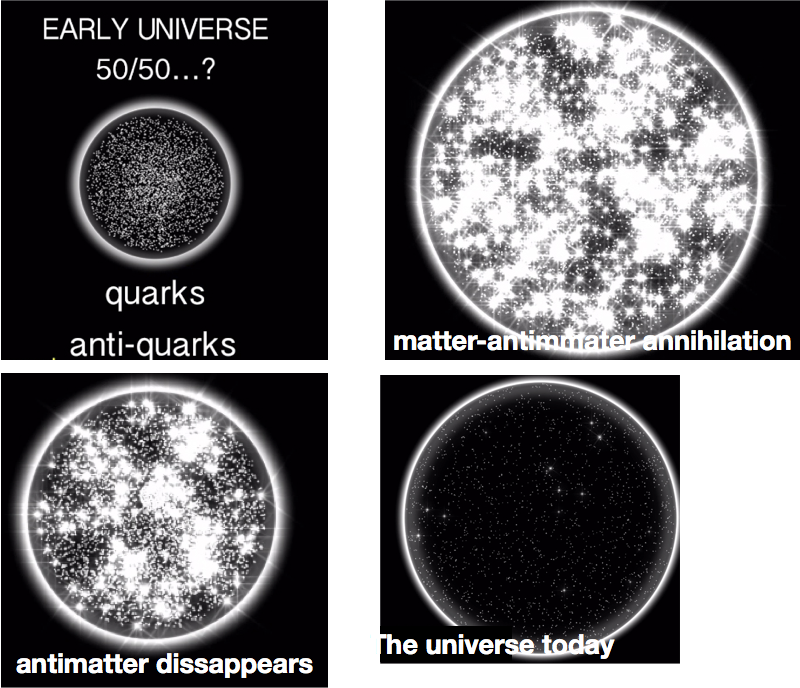 EARLY UNIVERSE
50/50...?
quarks
anti-quarks
matter-antimmater annihilation
antimatter dissappears
The universe today